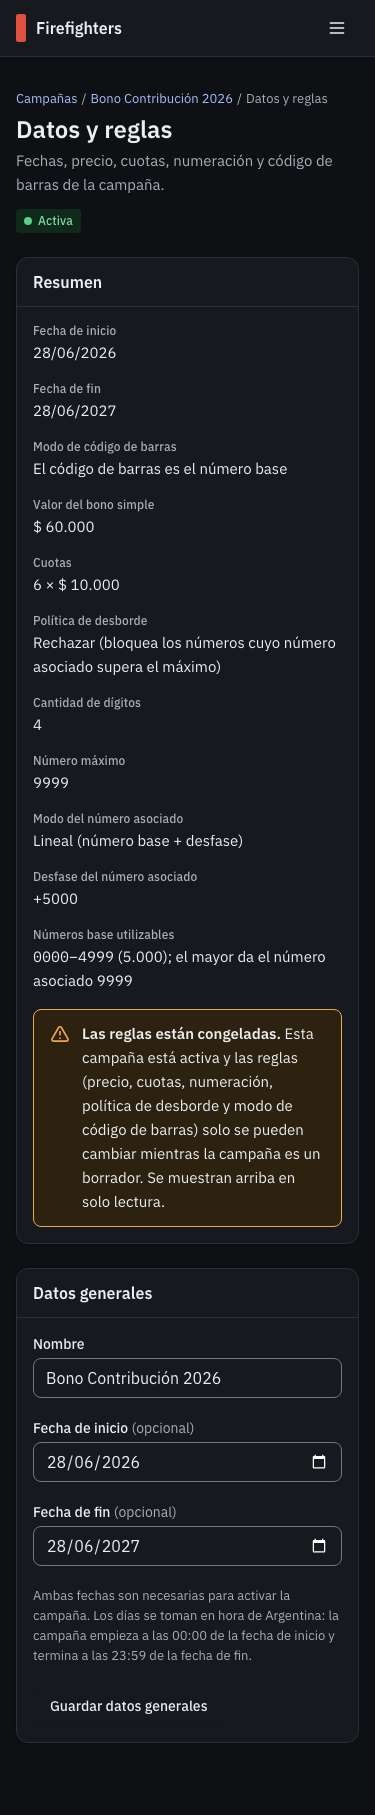 Firefighters
Campañas / Bono Contribución 2026 / Datos y reglas
Datos y reglas
Fechas, precio, cuotas, numeración y código de
barras de la campaña.
Activa
Resumen
Fecha de inicio
28/06/2026
Fecha de fin
28/06/2027
Modo de código de barras
El código de barras es el número base
Valor del bono simple
$ 60.000
Cuotas
6 × $ 10.000
Política de desborde
Rechazar (bloquea los números cuyo número
asociado supera el máximo)
Cantidad de dígitos
4
Número máximo
9999
Modo del número asociado
Lineal (número base + desfase)
Desfase del número asociado
+5000
Números base utilizables
0000–4999 (5.000); el mayor da el número
asociado 9999
Las reglas están congeladas. Esta
campaña está activa y las reglas
(precio, cuotas, numeración,
política de desborde y modo de
código de barras) solo se pueden
cambiar mientras la campaña es un
borrador. Se muestran arriba en
solo lectura.
Datos generales
Nombre
Bono Contribución 2026
Fecha de inicio (opcional)
28/06/2026
Fecha de fin (opcional)
28/06/2027
Ambas fechas son necesarias para activar la
campaña. Los días se toman en hora de Argentina: la
campaña empieza a las 00:00 de la fecha de inicio y
termina a las 23:59 de la fecha de fin.
Guardar datos generales